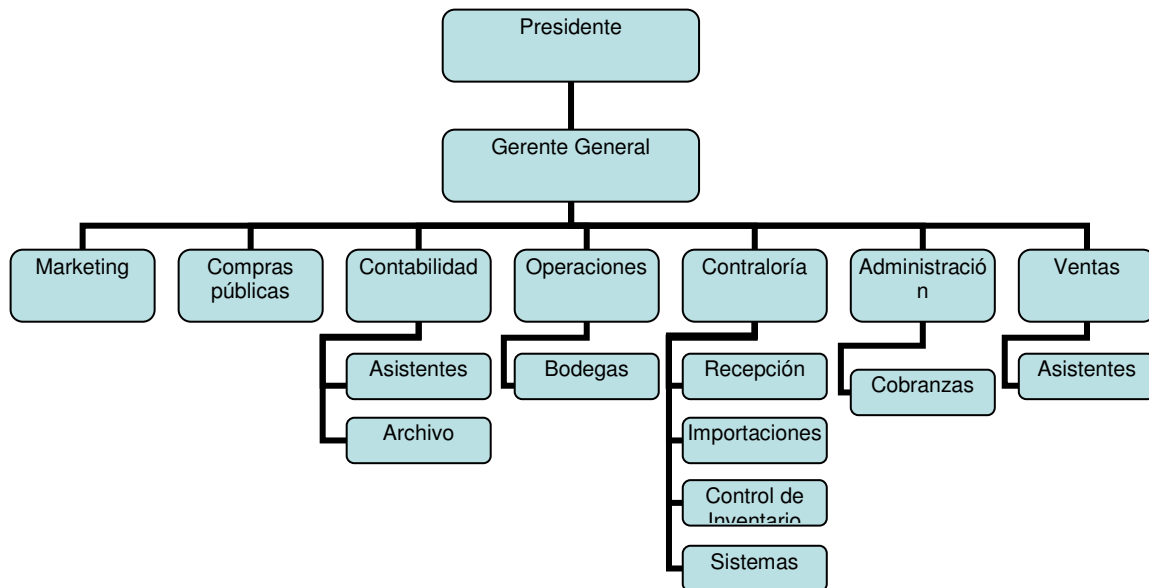 Presidente
Gerente General
Marketing
Compras
públicas
Contabilidad
Operaciones
Contraloría
Administració
n
Ventas
Asistentes
Bodegas
Recepción
Cobranzas
Asistentes
Archivo
Importaciones
Control de
Inventario
Sistemas